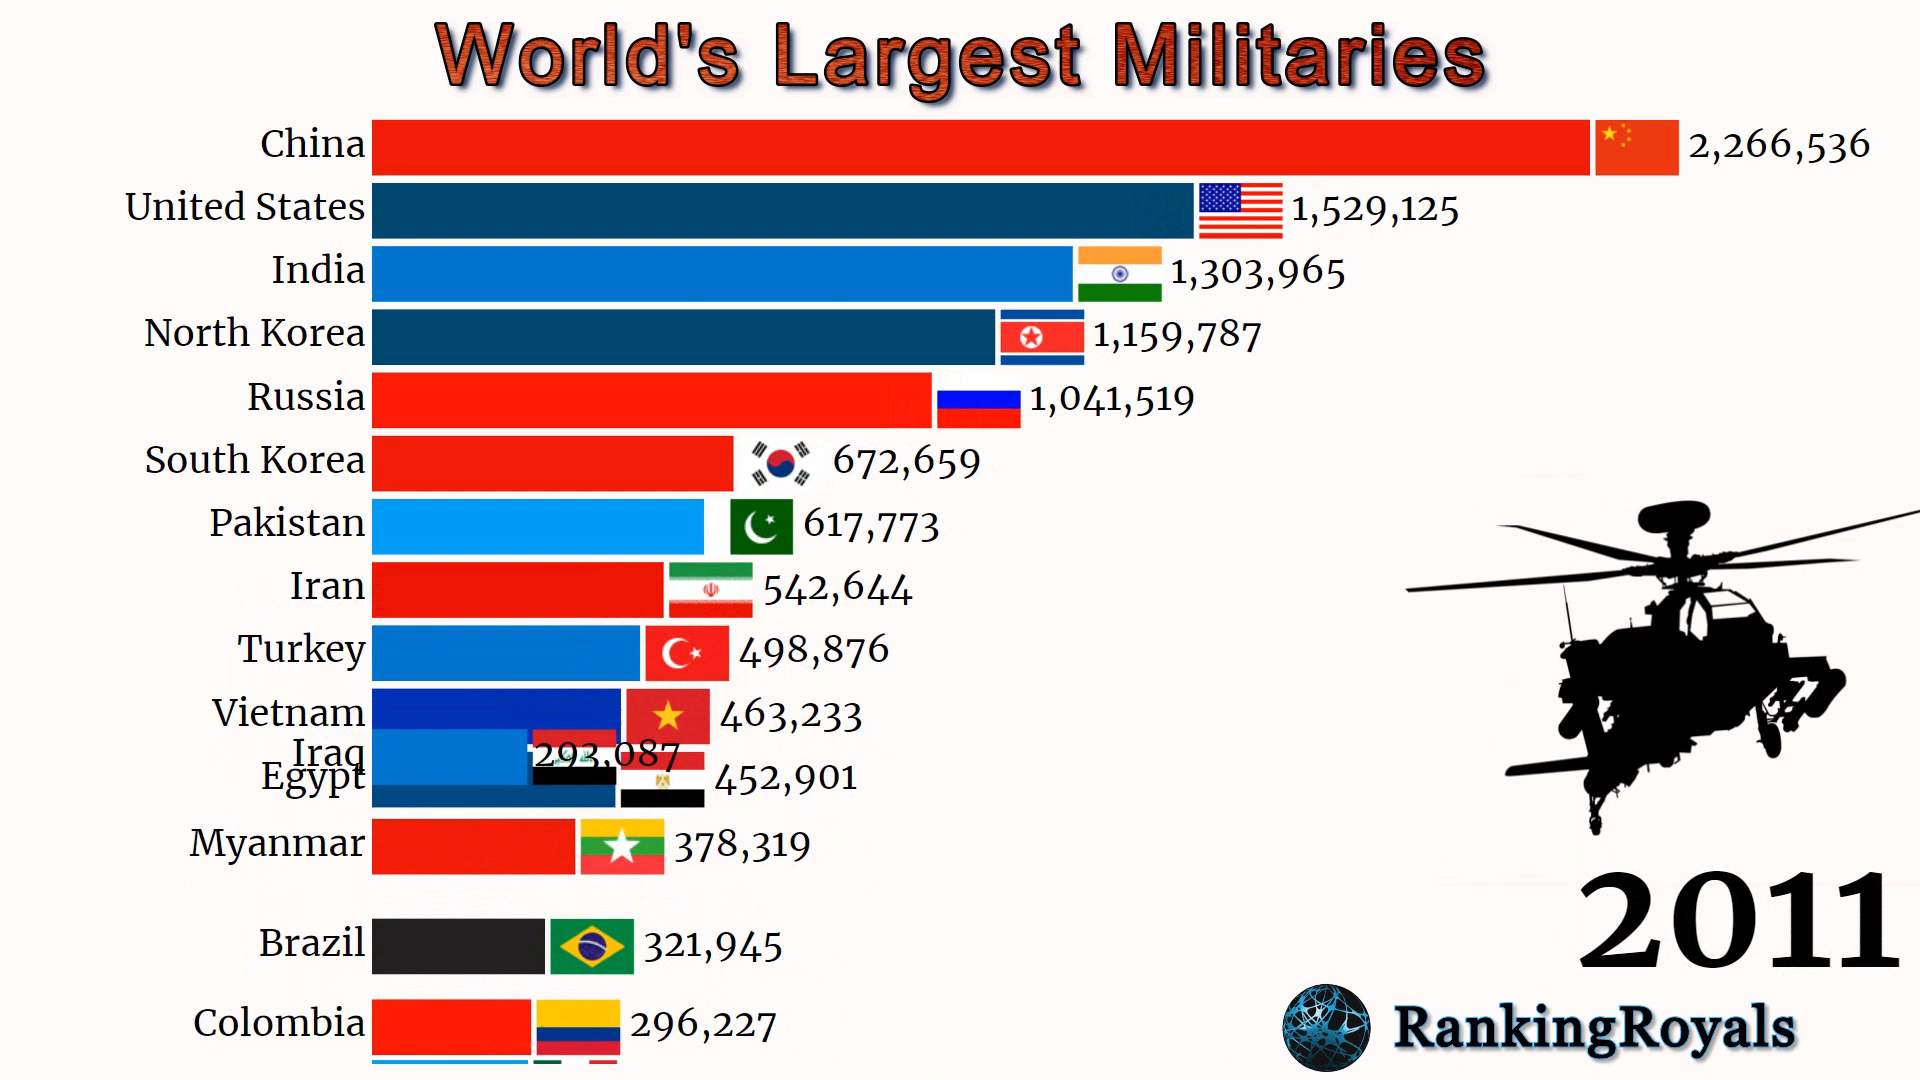 World's Largest Militaries
China 2,266,536
United States 1,529,125
India 1,303,965
North Korea 1,159,787
Russia 1,041,519
South Korea 672,659
Pakistan 617,773
Iran 542,644
Turkey 498,876
Vietnam 463,233
Iraq 293,087
Egypt 452,901
Myanmar 378,319
Brazil 321,945
Colombia 296,227
2011
RankingRoyals